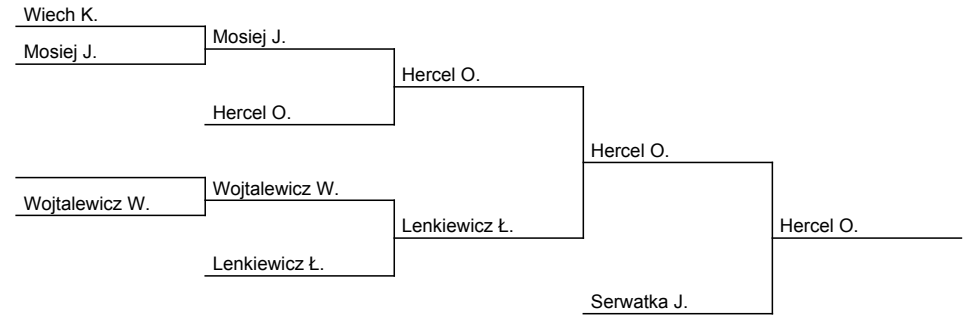 Wiech K.
Mosiej J.
Mosiej J.
Hercel O.
Hercel O.
Hercel O.
Wojtalewicz W.
Wojtalewicz W.
Lenkiewicz Ł.
Hercel O.
Lenkiewicz Ł.
Serwatka J.